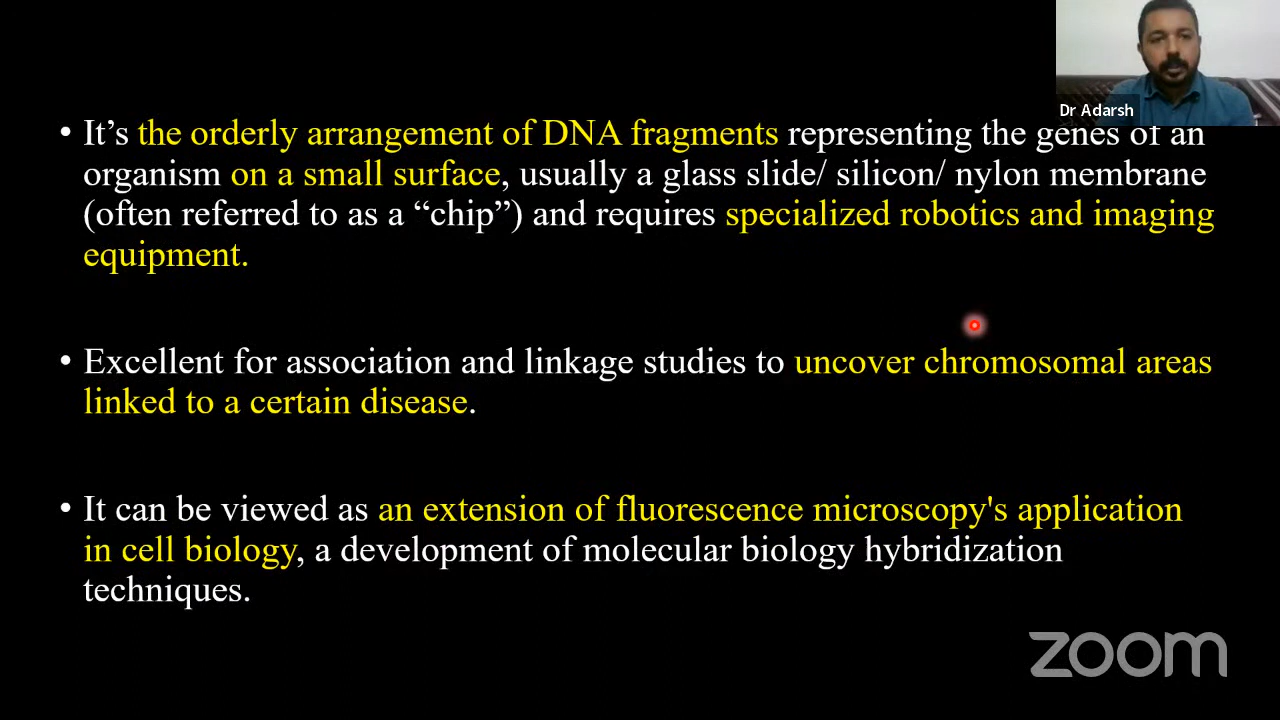 Dr Adarsh
• It’s the orderly arrangement of DNA fragments representing the genes of an
organism on a small surface, usually a glass slide/ silicon/ nylon membrane
(often referred to as a “chip”) and requires specialized robotics and imaging
equipment.
• Excellent for association and linkage studies to uncover chromosomal areas
linked to a certain disease.
• It can be viewed as an extension of fluorescence microscopy's application
in cell biology, a development of molecular biology hybridization
techniques.
zoom